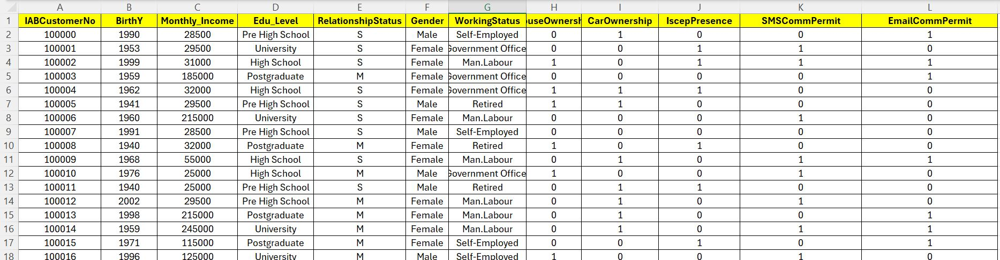 A B C D E F G H I J K L
1 IABCustomerNo BirthY Monthly_Income Edu_Level RelationshipStatus Gender WorkingStatus ouseOwnersh CarOwnership IscepPresence SMSCommPermit EmailCommPermit
2 100000 1990 28500 Pre High School S Male Self-Employed 0 1 0 0 1
3 100001 1953 29500 University S Female Government Office 0 0 1 1 0
4 100002 1999 31000 High School S Female Man.Labour 1 0 1 1 1
5 100003 1959 185000 Postgraduate M Female Government Office 0 0 0 0 1
6 100004 1962 32000 High School S Female Government Office 1 1 1 0 0
7 100005 1941 29500 Pre High School S Male Retired 1 1 0 0 0
8 100006 1960 215000 University S Female Man.Labour 0 0 0 1 0
9 100007 1991 28500 Pre High School S Male Self-Employed 0 0 0 0 0
10 100008 1940 32000 Postgraduate M Female Retired 1 0 1 0 0
11 100009 1968 55000 High School S Female Man.Labour 0 1 0 1 1
12 100010 1976 25000 High School M Male Government Office 1 0 0 1 0
13 100011 1940 25000 Pre High School S Male Retired 0 1 1 0 0
14 100012 2002 29500 Pre High School M Female Man.Labour 0 1 0 1 0
15 100013 1998 215000 Postgraduate M Female Man.Labour 0 1 0 0 1
16 100014 1959 245000 University M Female Man.Labour 0 1 0 1 1
17 100015 1971 115000 Postgraduate M Female Self-Employed 0 0 1 0 1
18 100016 1996 125000 University M Male Self-Employed 1 0 0 1 0